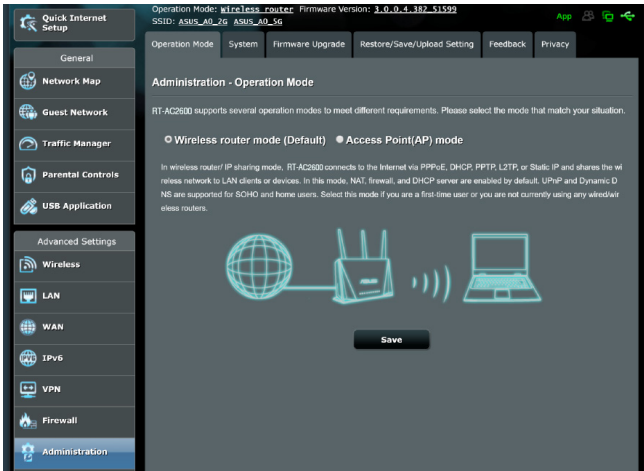 Quick Internet
Setup
General
Network Map
Guest Network
Traffic Manager
Parental Controls
USB Application
Advanced Settings
Wireless
LAN
WAN
IPv6
VPN
Firewall
Administration
Operation Mode: Wireless router Firmware Version: 3.0.0.4.382_51599
SSID: ASUS_A0_2G ASUS_A0_5G
App
Operation Mode System Firmware Upgrade Restore/Save/Upload Setting Feedback Privacy
Administration - Operation Mode
RT-AC2600 supports several operation modes to meet different requirements. Please select the mode that match your situation.
Wireless router mode (Default) Access Point(AP) mode
In wireless router/ IP sharing mode, RT-AC2600 connects to the Internet via PPPoE, DHCP, PPTP, L2TP, or Static IP and shares the wi
reless network to LAN clients or devices. In this mode, NAT, firewall, and DHCP server are enabled by default. UPnP and Dynamic D
NS are supported for SOHO and home users. Select this mode if you are a first-time user or you are not currently using any wired/wir
eless routers.
ASUS
Save